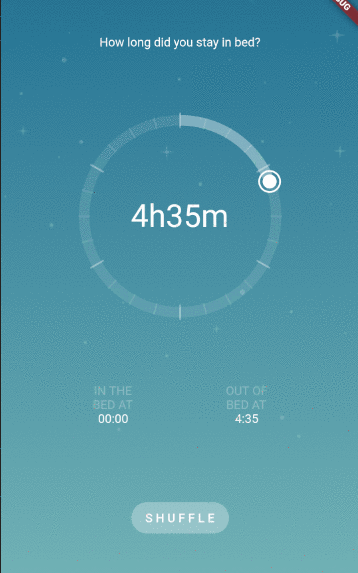 How long did you stay in bed?
4h35m
IN THE
BED AT
00:00
OUT OF
BED AT
4:35
SHUFFLE